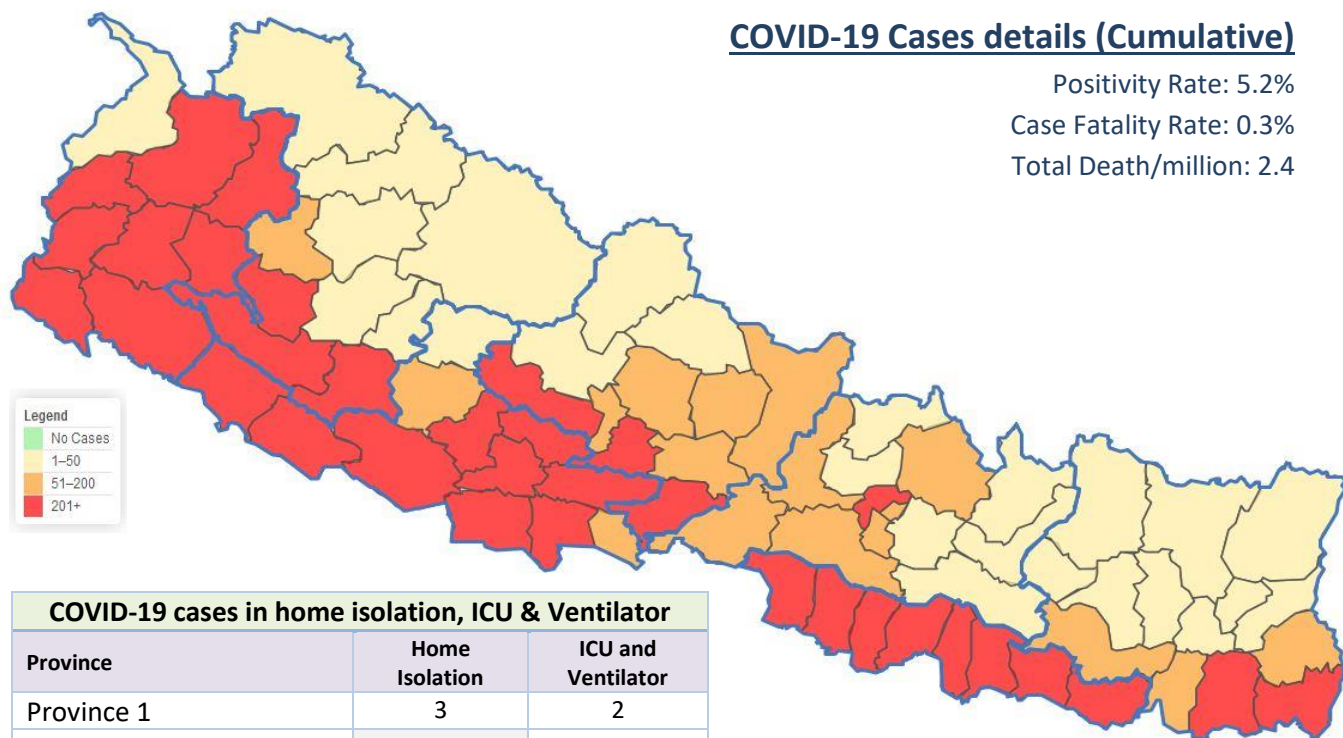 COVID-19 Cases details (Cumulative)
Positivity Rate: 5.2%
Case Fatality Rate: 0.3%
Total Death/million: 2.4
Legend
No Cases
1–50
51–200
201+
COVID-19 cases in home isolation, ICU & Ventilator
Province Home Isolation ICU and Ventilator
Province 1 3 2